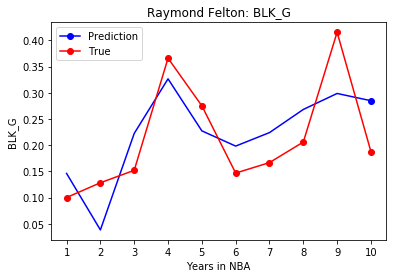 Raymond Felton: BLK_G
Prediction
True
BLK_G
0.40
0.35
0.30
0.25
0.20
0.15
0.10
0.05
1 2 3 4 5 6 7 8 9 10
Years in NBA